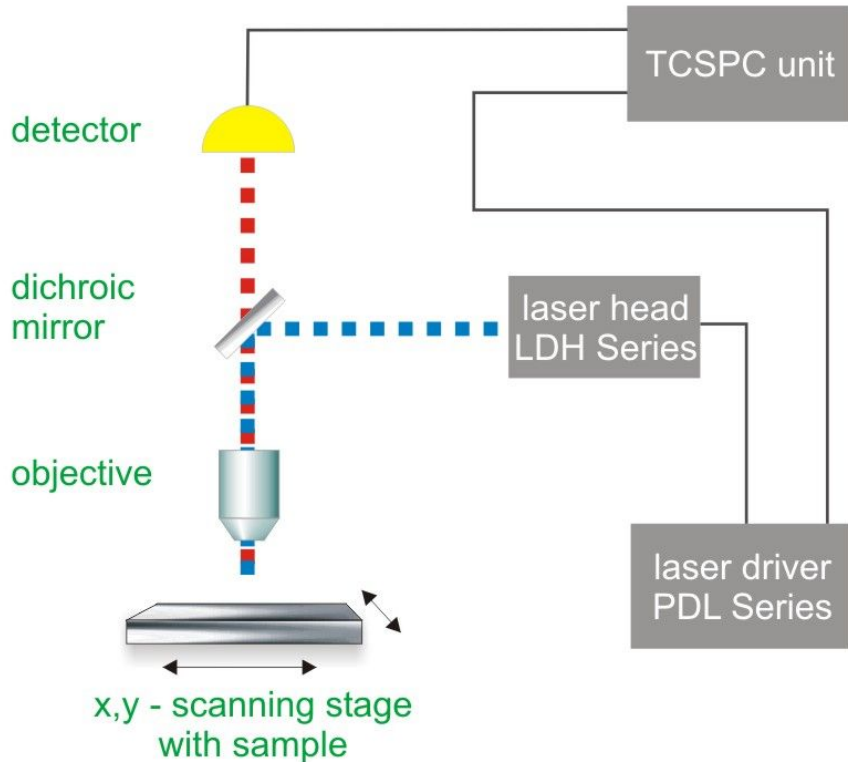 TCSPC unit
detector
dichroic
mirror
laser head
LDH Series
objective
laser driver
PDL Series
x,y - scanning stage
with sample